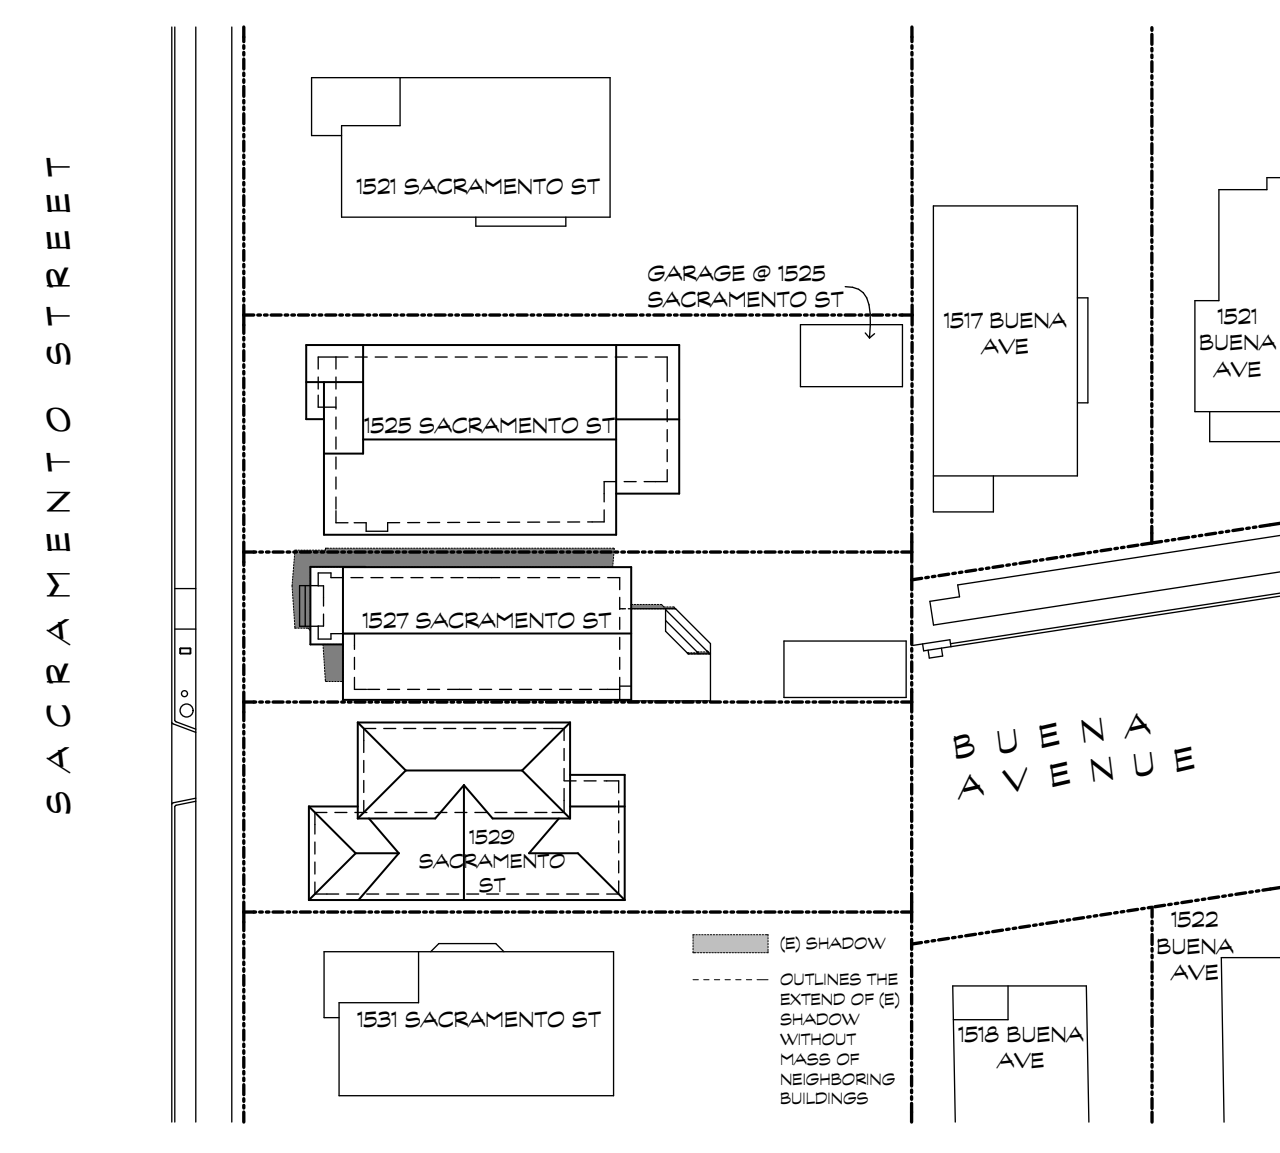 SACRAMENTO STREET
1521 SACRAMENTO ST
GARAGE @ 1525
SACRAMENTO ST
1517 BUENA
AVE
1521
BUENA
AVE
1525 SACRAMENTO ST
1527 SACRAMENTO ST
BUENA
AVENUE
1529
SACRAMENTO
ST
(E) SHADOW
OUTLINES THE
EXTEND OF (E)
SHADOW
WITHOUT
MASS OF
NEIGHBORING
BUILDINGS
1522
BUENA
AVE
1531 SACRAMENTO ST
1518 BUENA
AVE